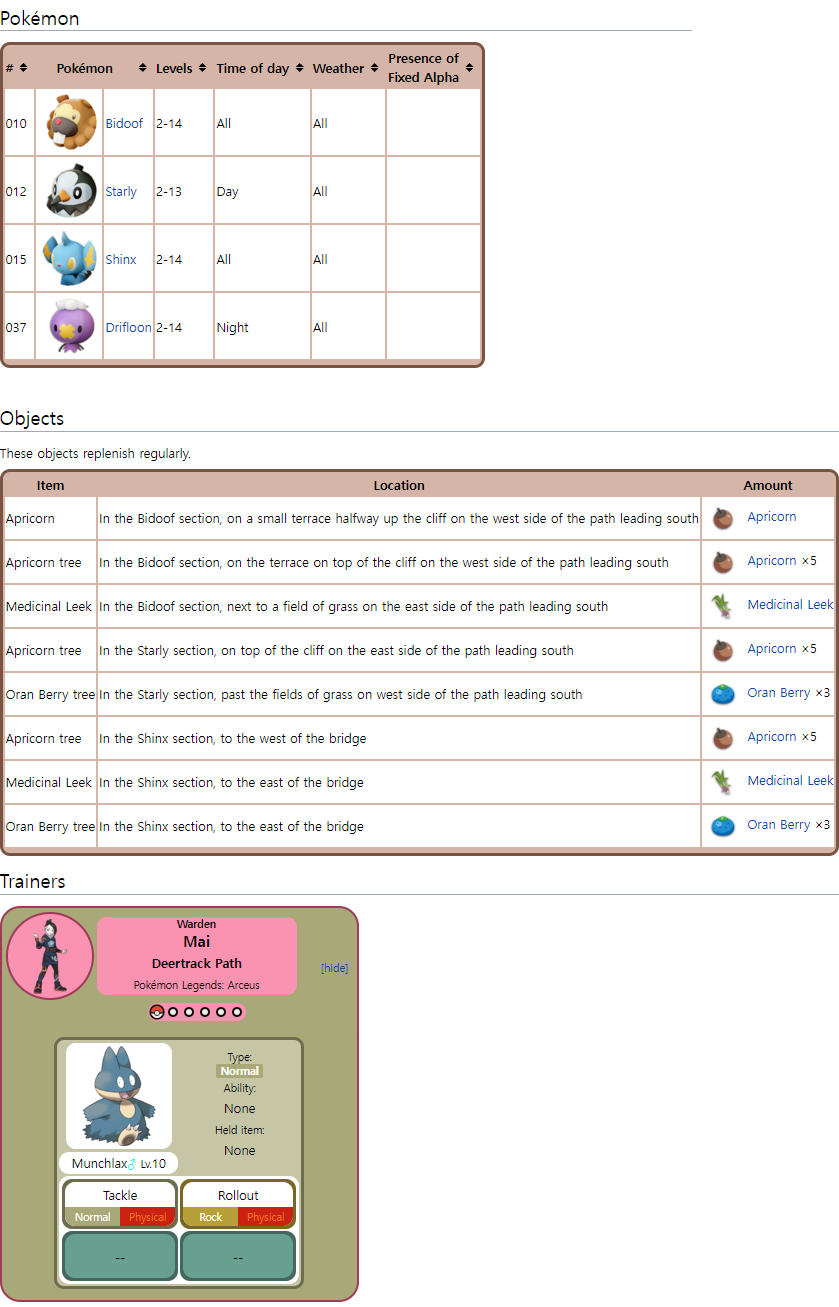 Pokémon
# Pokémon Levels Time of day Weather Presence of
Fixed Alpha
010 Bidoof 2-14 All All
012 Starly 2-13 Day All
015 Shinx 2-14 All All
037 Drifloon 2-14 Night All
Objects
These objects replenish regularly.
Item Location Amount
Apricorn In the Bidoof section, on a small terrace halfway up the cliff on the west side of the path leading south Apricorn
Apricorn tree In the Bidoof section, on the terrace on top of the cliff on the west side of the path leading south Apricorn ×5
Medicinal Leek In the Bidoof section, next to a field of grass on the east side of the path leading south Medicinal Leek
Apricorn tree In the Starly section, on top of the cliff on the east side of the path leading south Apricorn ×5
Oran Berry tree In the Starly section, past the fields of grass on west side of the path leading south Oran Berry ×3
Apricorn tree In the Shinx section, to the west of the bridge Apricorn ×5
Medicinal Leek In the Shinx section, to the east of the bridge Medicinal Leek
Oran Berry tree In the Shinx section, to the east of the bridge Oran Berry ×3
Trainers
Warden
Mai
Deertrack Path
Pokémon Legends: Arceus
[hide]
Type:
Normal
Ability:
None
Held item:
None
Munchlax♂ Lv.10
Tackle Rollout
Normal Physical Rock Physical
-- --